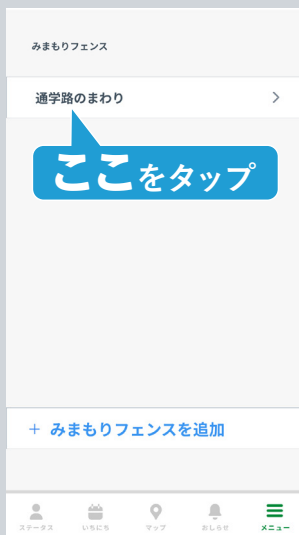 みまもりフェンス
通学路のまわり
ここをタップ
+ みまもりフェンスを追加
ステータス いちにち マップ おしらせ メニュー